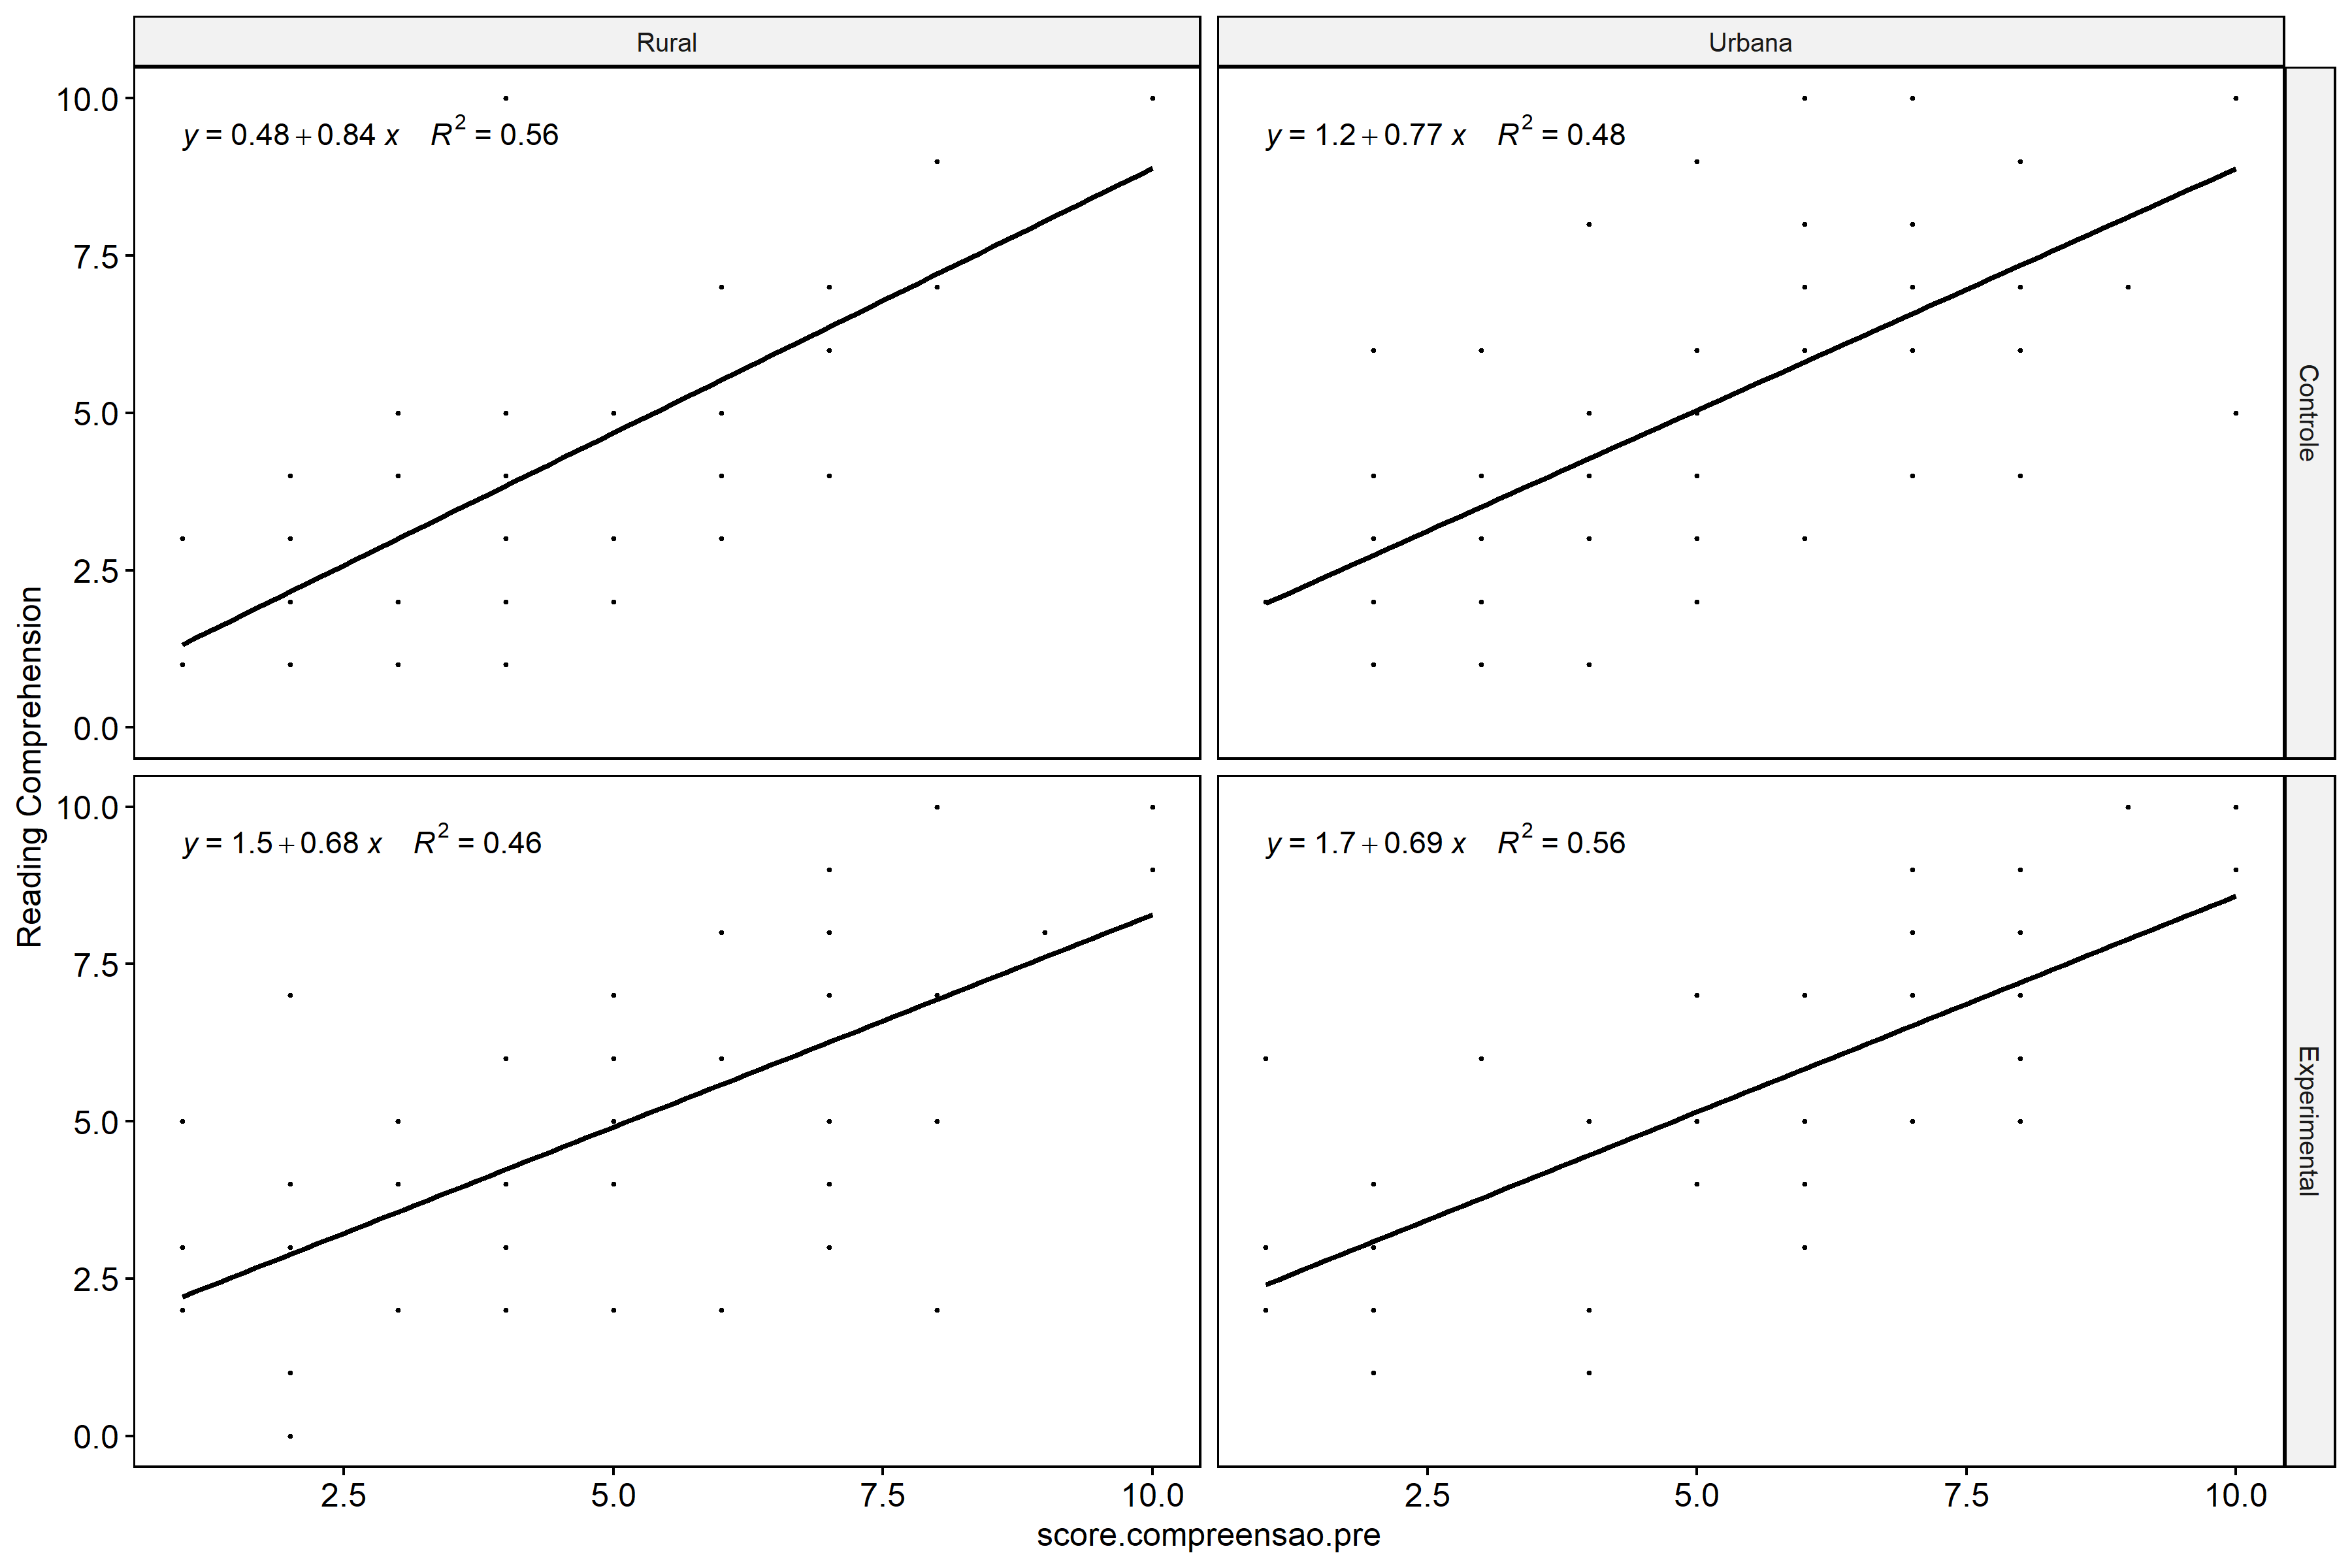 Rural
Urbana
10.0
7.5
5.0
2.5
0.0
y = 0.48 + 0.84 x R² = 0.56
y = 1.2 + 0.77 x R² = 0.48
Controle
Reading Comprehension
10.0
7.5
5.0
2.5
0.0
y = 1.5 + 0.68 x R² = 0.46
y = 1.7 + 0.69 x R² = 0.56
Experimental
2.5 5.0 7.5 10.0
2.5 5.0 7.5 10.0
score.compreensao.pre